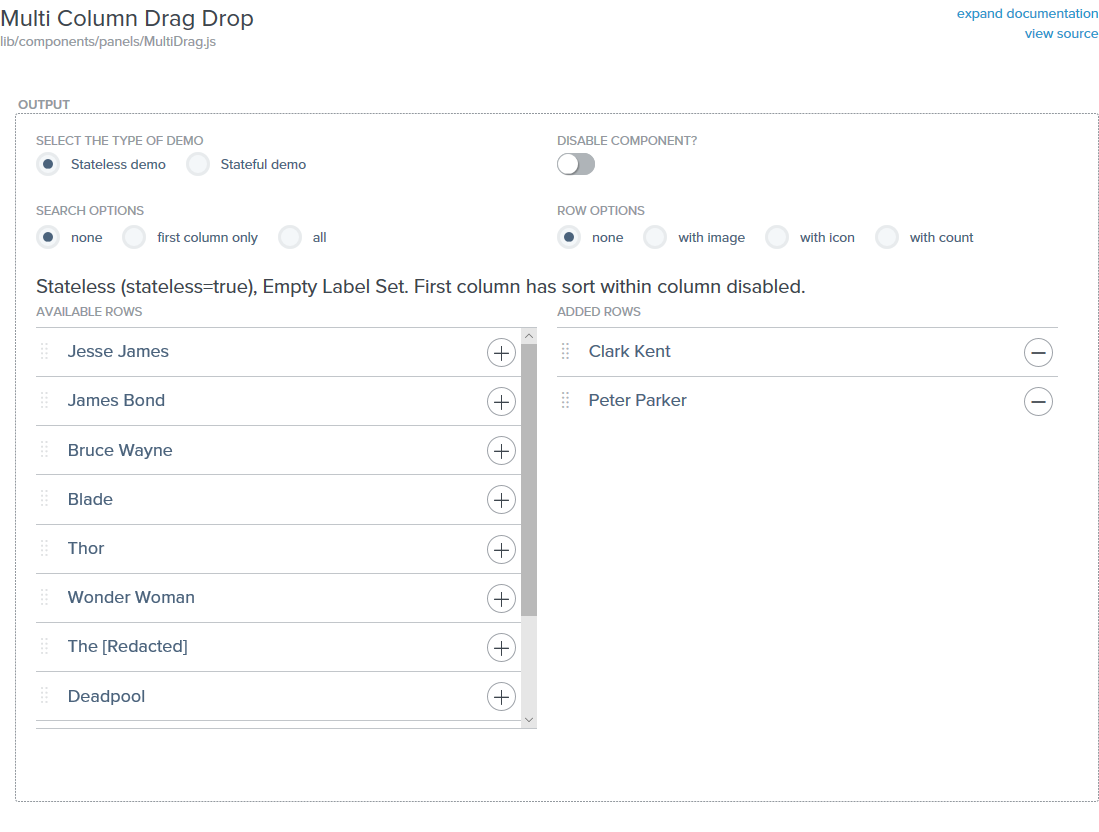 Multi Column Drag Drop
expand documentation
lib/components/panels/MultiDrag.js
view source
OUTPUT
SELECT THE TYPE OF DEMO
DISABLE COMPONENT?
Stateless demo Stateful demo
SEARCH OPTIONS
ROW OPTIONS
none first column only all
none with image with icon with count
Stateless (stateless=true), Empty Label Set. First column has sort within column disabled.
AVAILABLE ROWS
Jesse James
James Bond
Bruce Wayne
Blade
Thor
Wonder Woman
The [Redacted]
Deadpool
ADDED ROWS
Clark Kent
Peter Parker